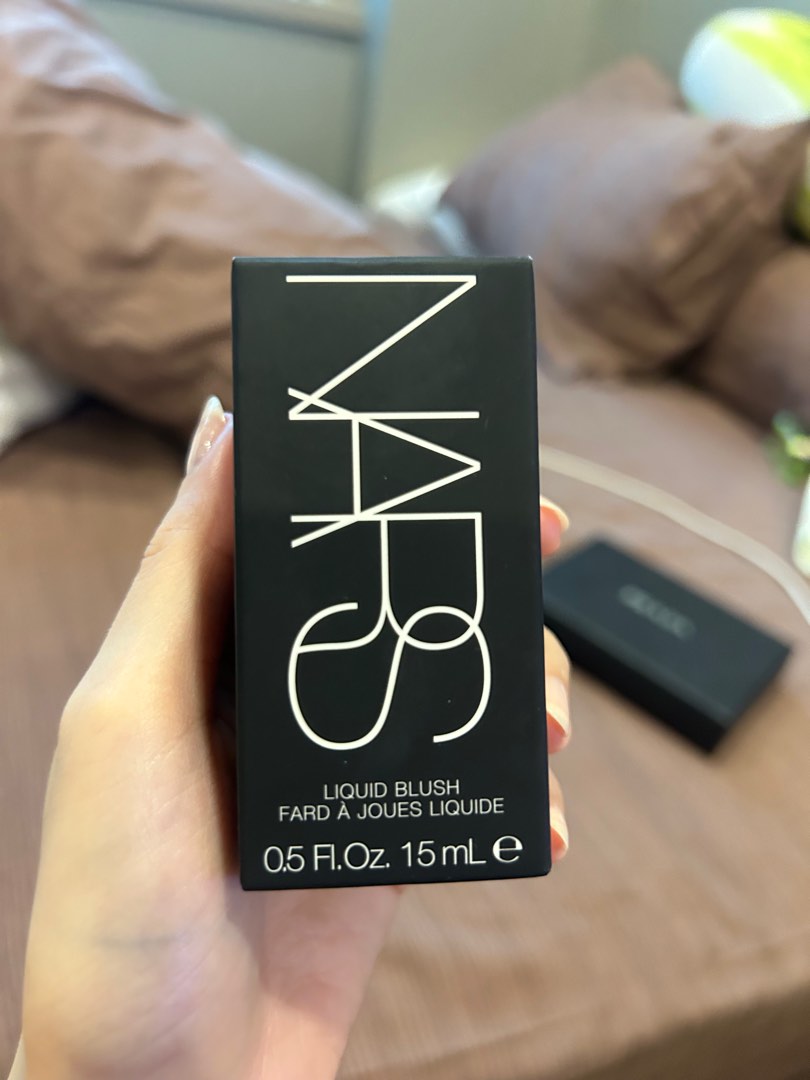 NARS
LIQUID BLUSH
FARD À JOUES LIQUIDE
0.5 Fl.Oz. 15 mL ℮